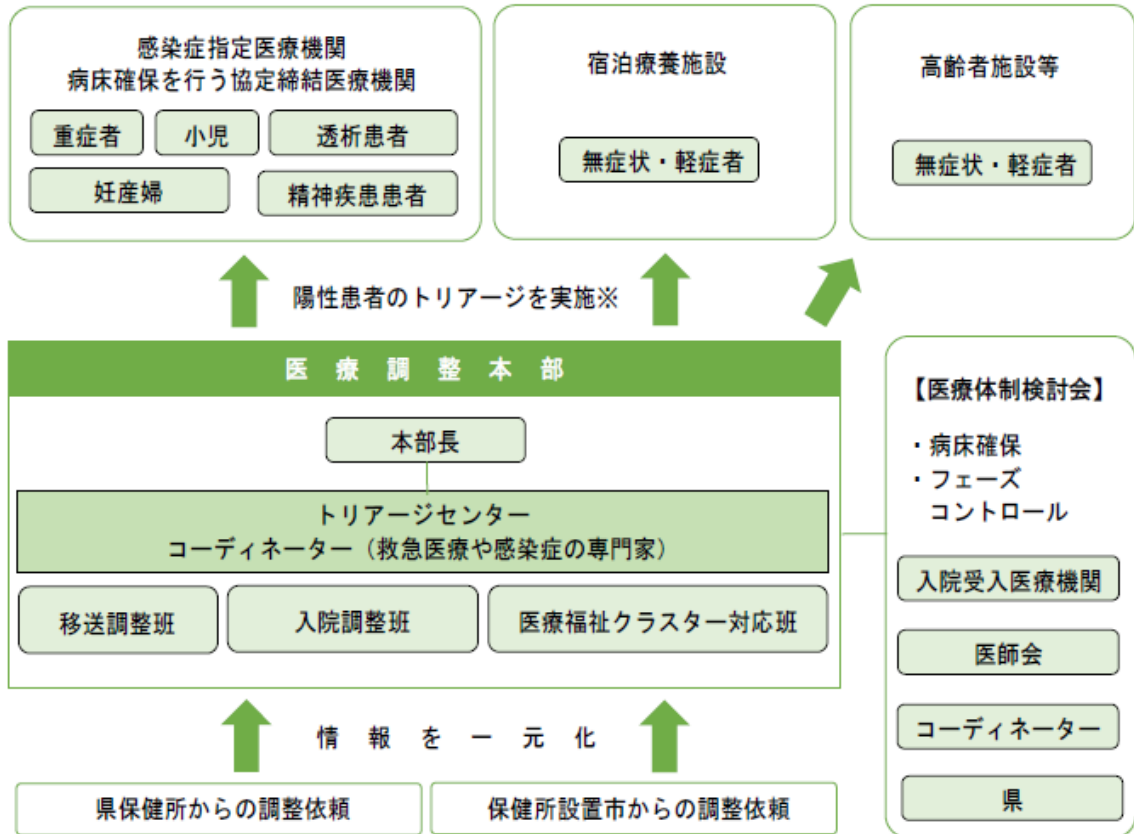 感染症指定医療機関
病床確保を行う協定締結医療機関
重症者
小児
透析患者
妊産婦
精神疾患患者
宿泊療養施設
無症状・軽症者
高齢者施設等
無症状・軽症者
陽性患者のトリアージを実施※
医療調整本部
本部長
トリアージセンター
コーディネーター（救急医療や感染症の専門家）
移送調整班
入院調整班
医療福祉クラスター対応班
情報を一元化
県保健所からの調整依頼
保健所設置市からの調整依頼
【医療体制検討会】
・病床確保
・フェーズ
コントロール
入院受入医療機関
医師会
コーディネーター
県